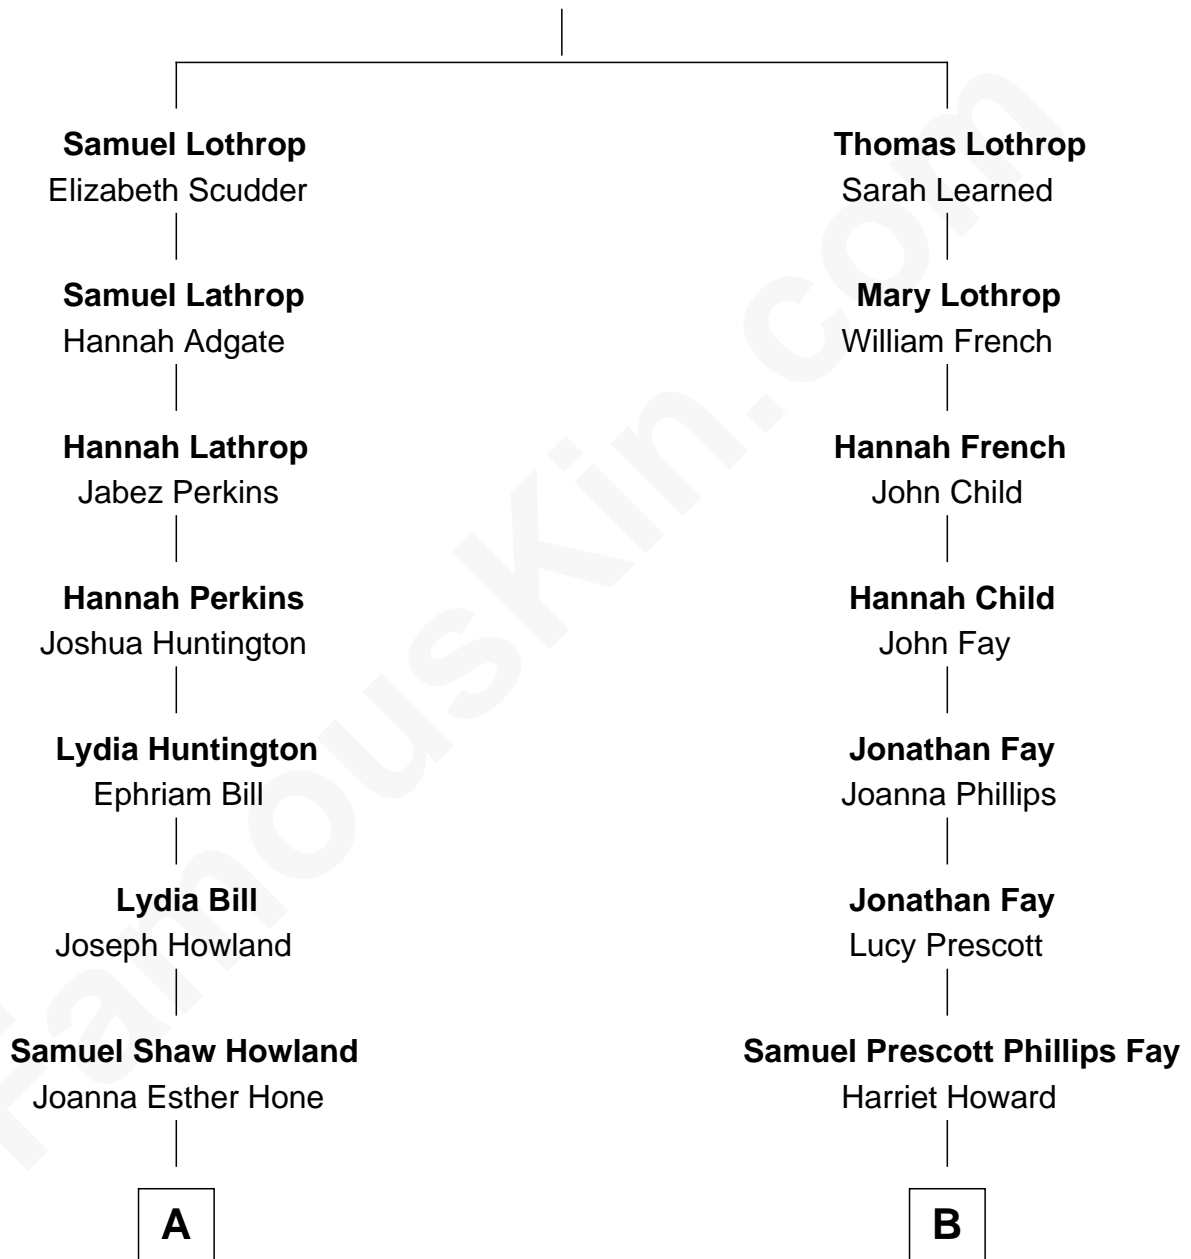 Samuel Lothrop
Elizabeth Scudder
Samuel Lathrop
Hannah Adgate
Hannah Lathrop
Jabez Perkins
Hannah Perkins
Joshua Huntington
Lydia Huntington
Ephriam Bill
Lydia Bill
Joseph Howland
Samuel Shaw Howland
Joanna Esther Hone
A
Thomas Lothrop
Sarah Learned
Mary Lothrop
William French
Hannah French
John Child
Hannah Child
John Fay
Jonathan Fay
Joanna Phillips
Jonathan Fay
Lucy Prescott
Samuel Prescott Phillips Fay
Harriet Howard
B
FamousKin.com